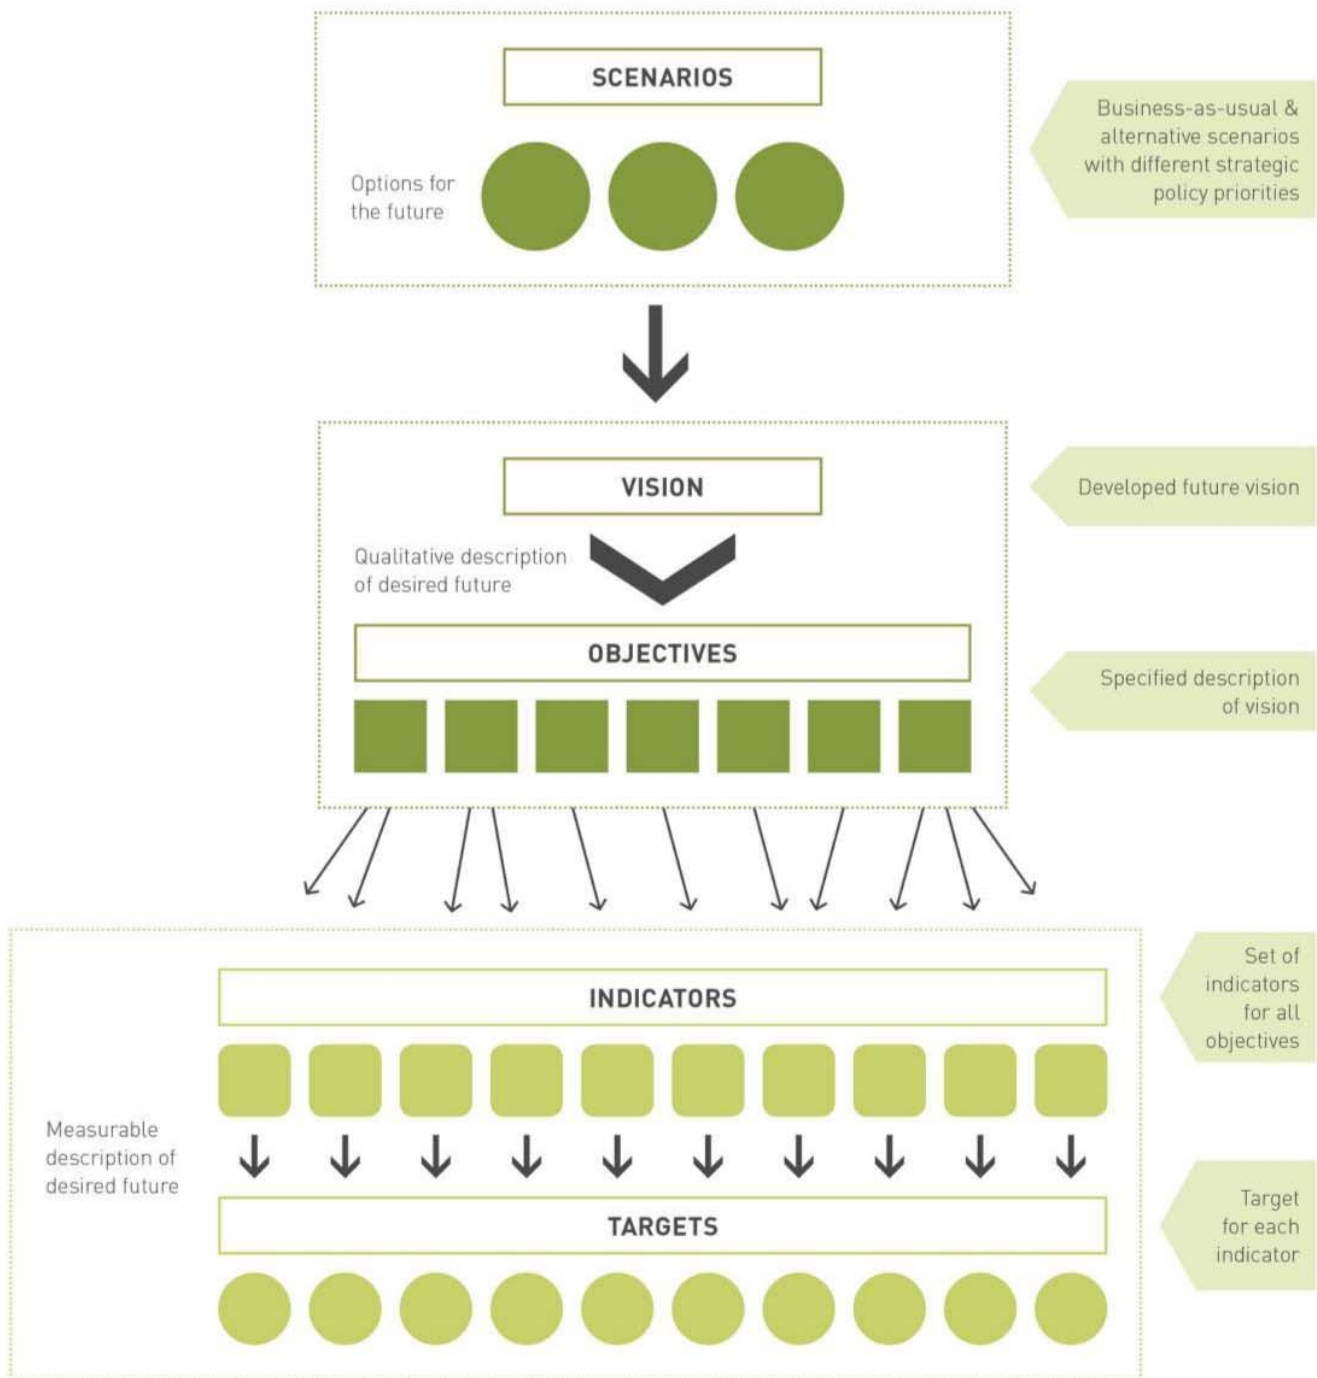 SCENARIOS
Options for
the future
Business-as-usual &
alternative scenarios
with different strategic
policy priorities
VISION
Developed future vision
Qualitative description
of desired future
OBJECTIVES
Specified description
of vision
INDICATORS
Set of
indicators
for all
objectives
Measurable
description of
desired future
TARGETS
Target
for each
indicator